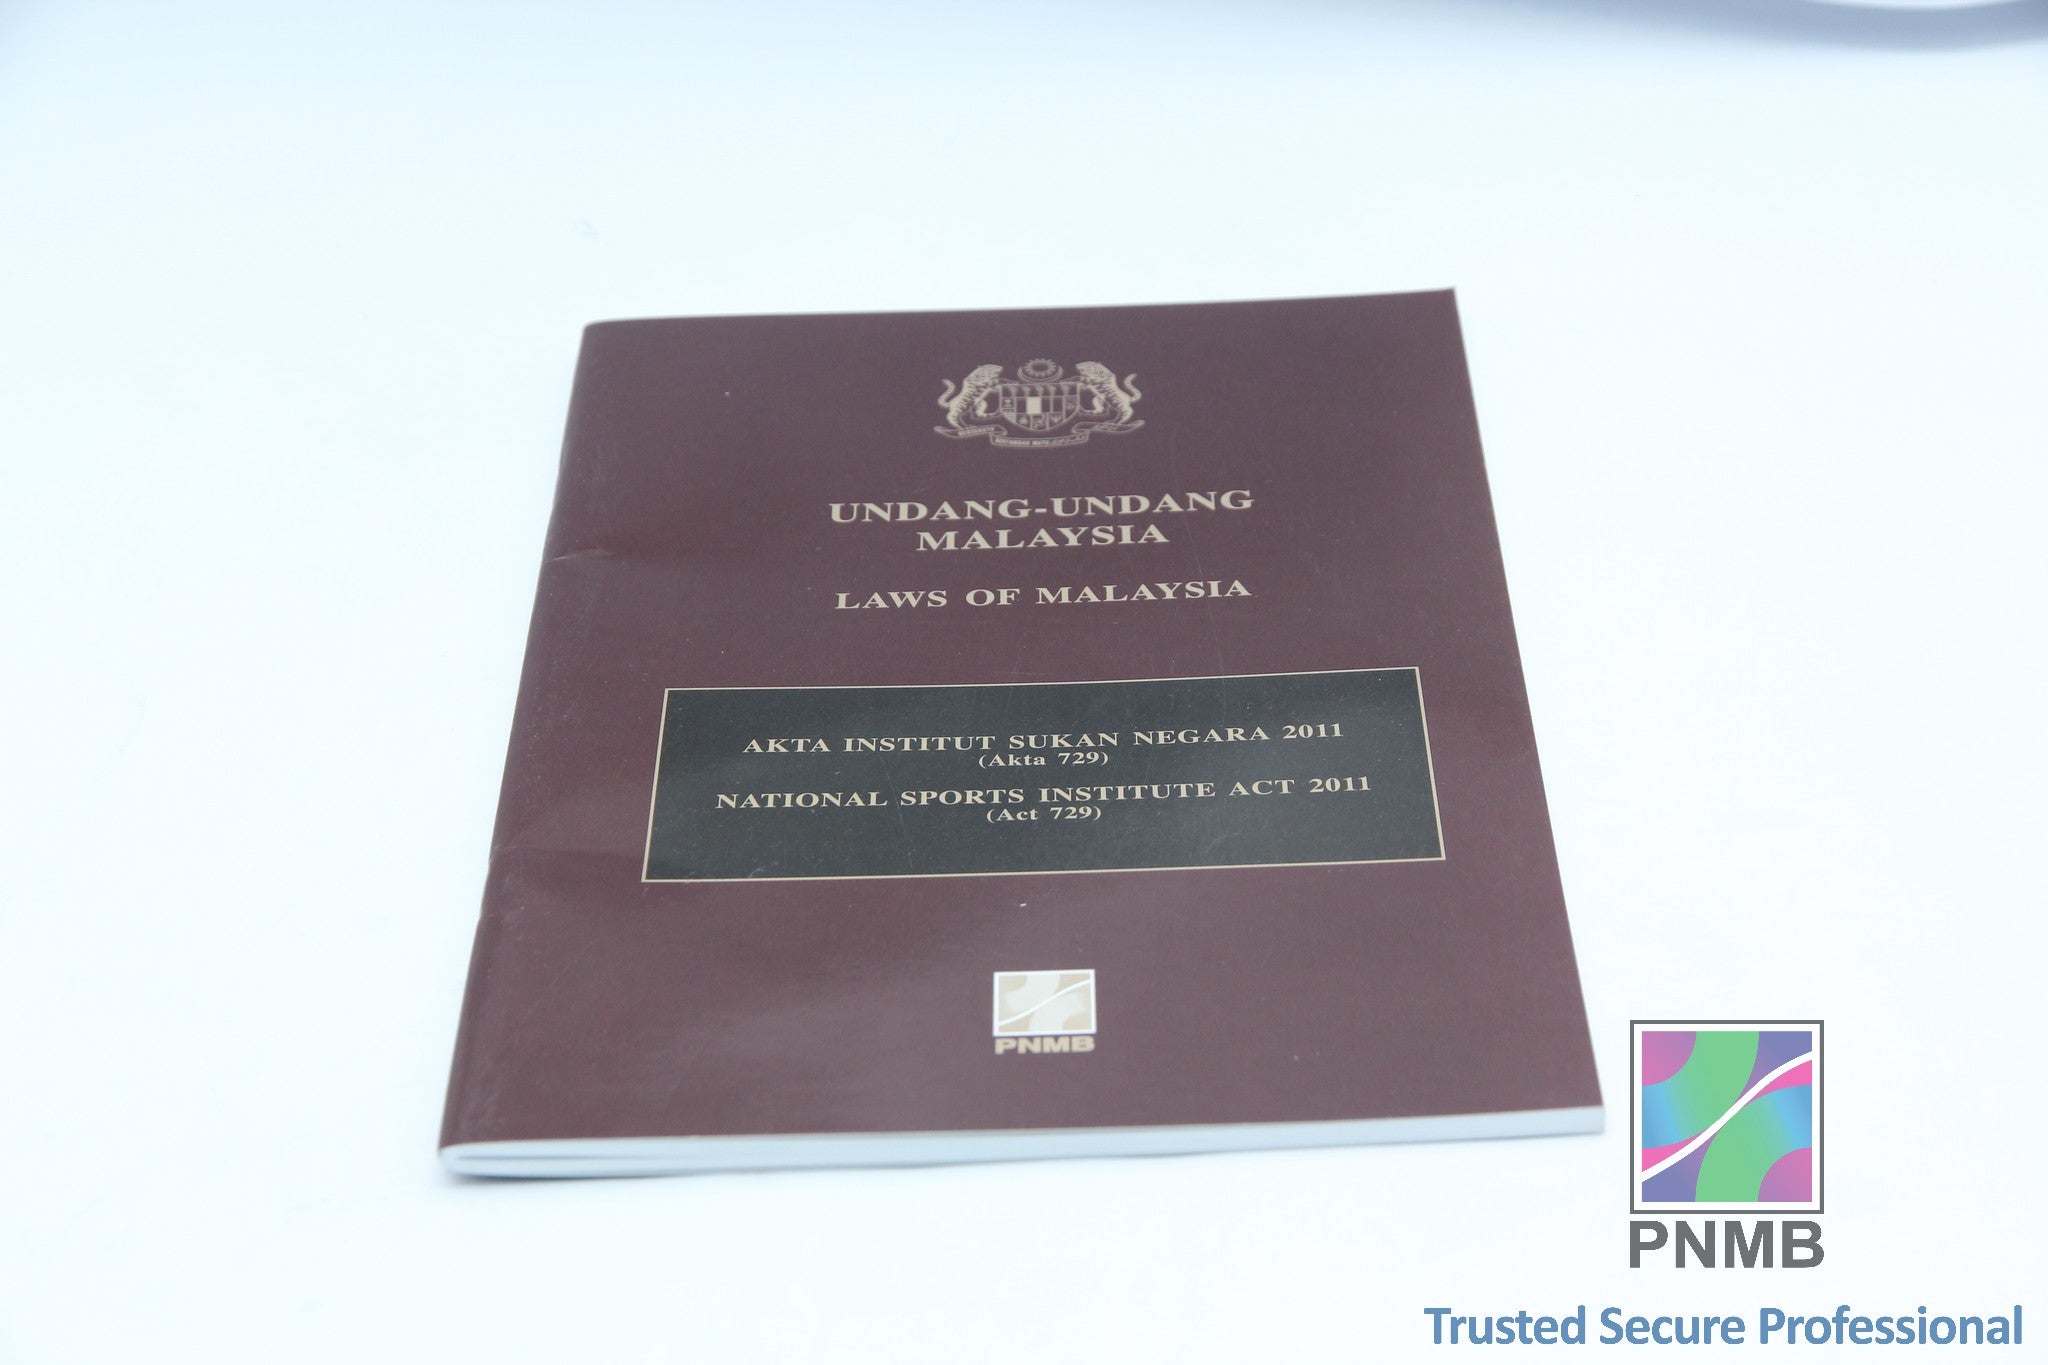 UNDANG-UNDANG
MALAYSIA
LAWS OF MALAYSIA
AKTA INSTITUT SUKAN NEGARA 2011
(Akta 729)
NATIONAL SPORTS INSTITUTE ACT 2011
(Act 729)
PNMB
PNMB
Trusted Secure Professional